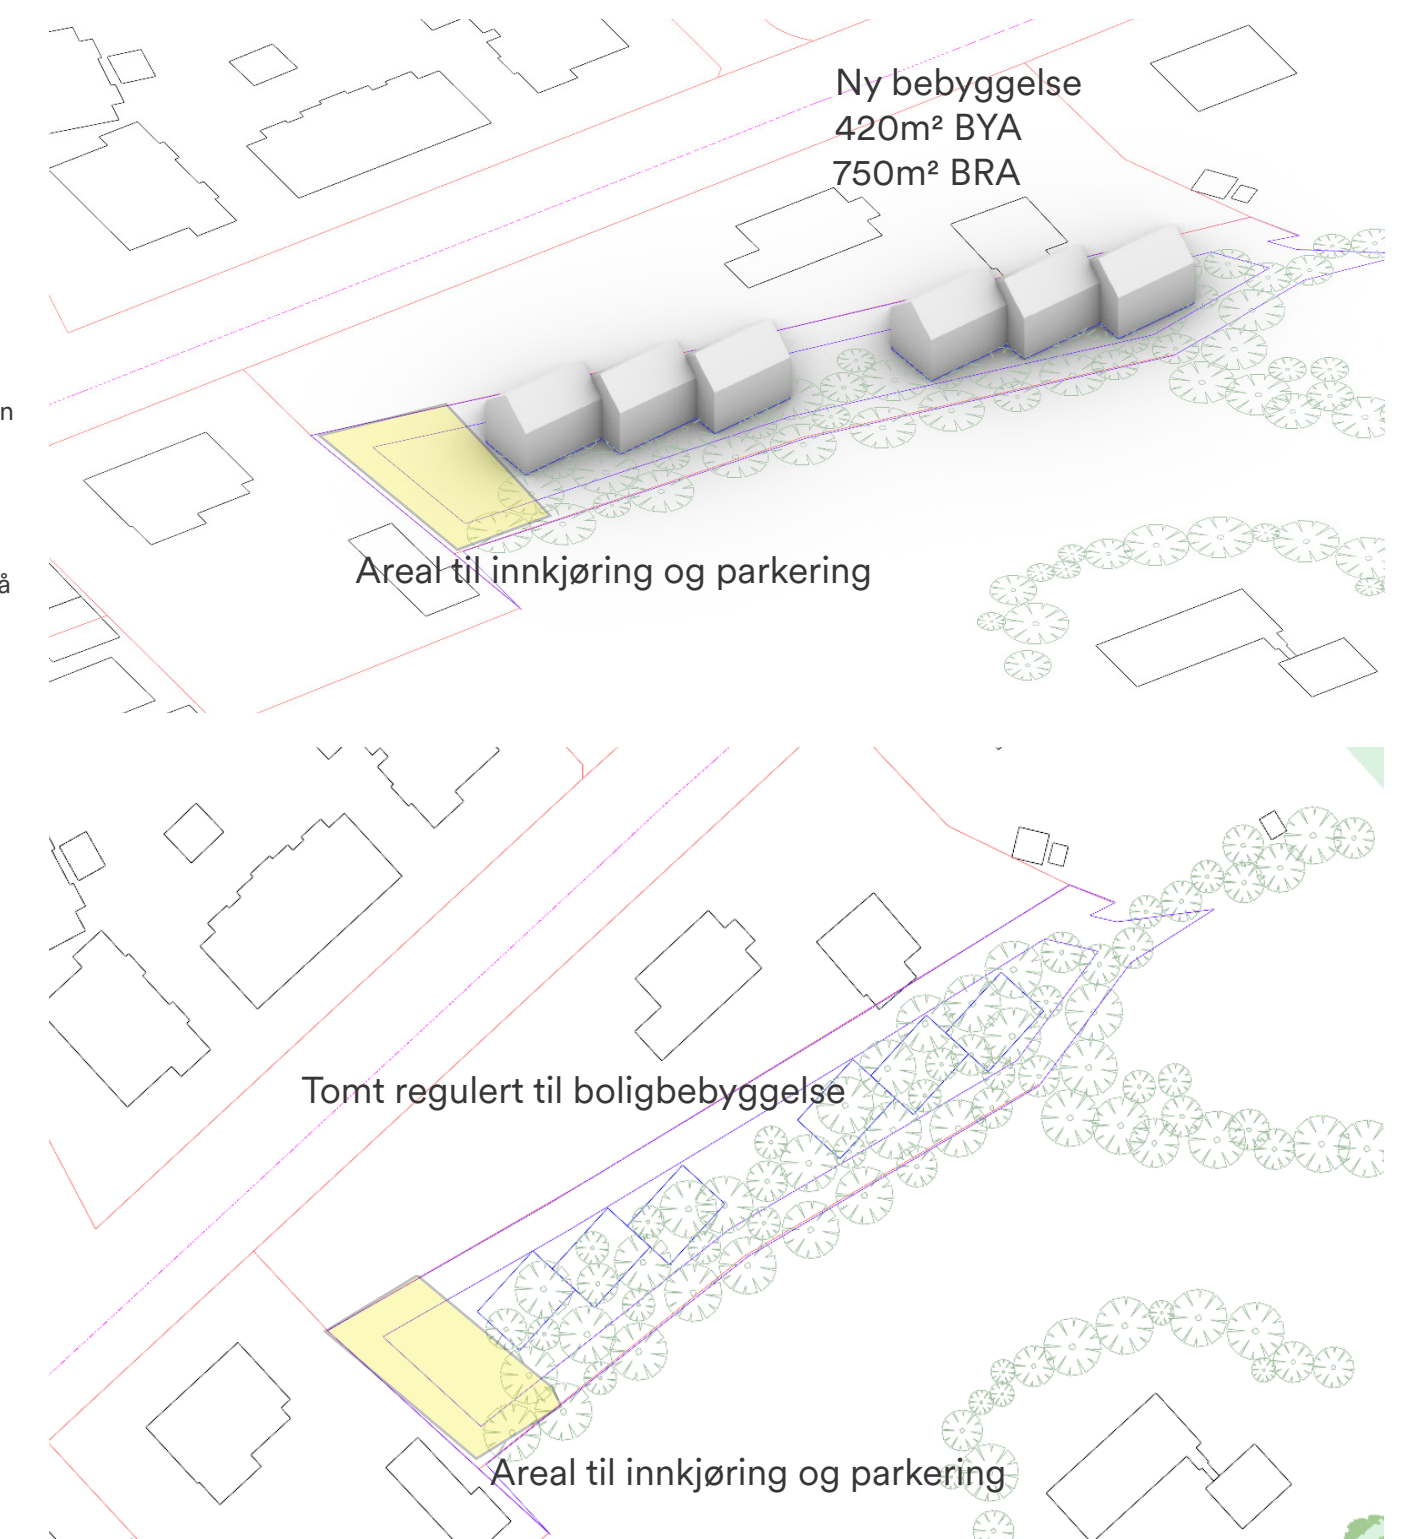 Ny bebyggelse
420m² BYA
750m² BRA
n
å
Areal til innkjøring og parkering
Tomt regulert til boligbebyggelse
Areal til innkjøring og parkering